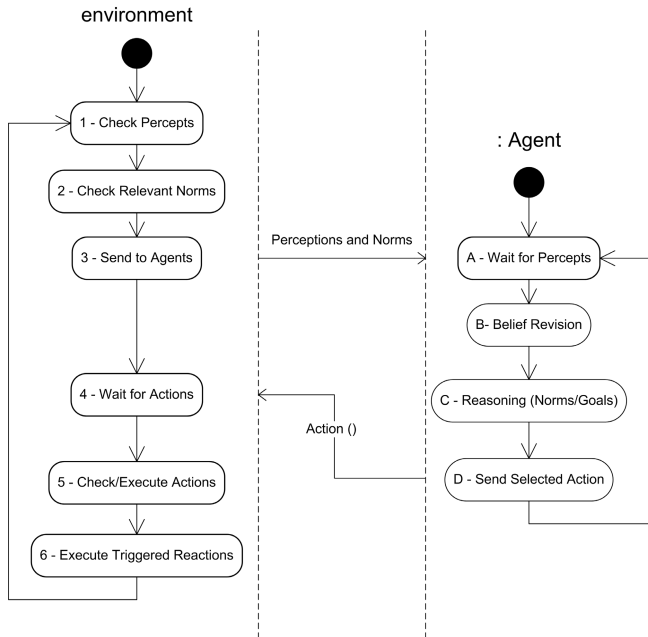 environment
1 - Check Percepts
2 - Check Relevant Norms
3 - Send to Agents
4 - Wait for Actions
5 - Check/Execute Actions
6 - Execute Triggered Reactions
Perceptions and Norms
Action ()
: Agent
A - Wait for Percepts
B- Belief Revision
C - Reasoning (Norms/Goals)
D - Send Selected Action